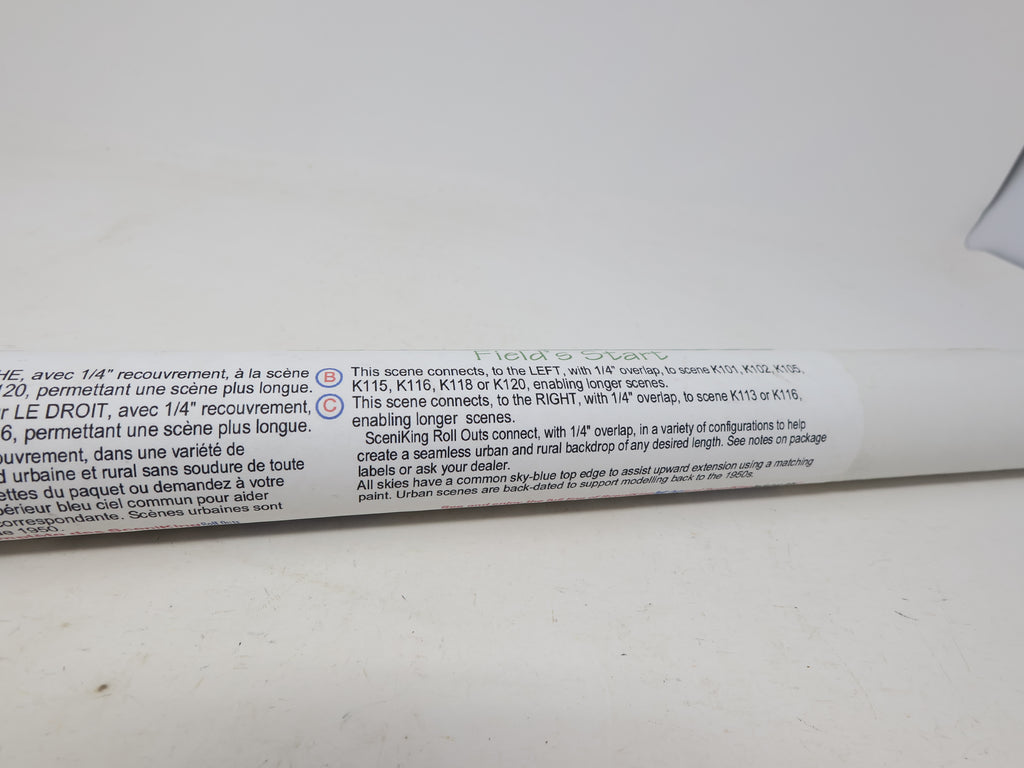 HE, avec 1/4" recouvrement, à la scène
120, permettant une scène plus longue.
r LE DROIT, avec 1/4" recouvrement,
6, permettant une scène plus longue.
ouvrement, dans une variété de
d urbaine et rural sans soudure de toute
ettes du paquet ou demandez à votre
périeur bleu ciel commun pour aider
correspondante. Scènes urbaines sont
e 1950.
Field's Start
B This scene connects, to the LEFT, with 1/4" overlap, to scene K101, K102, K105,
K115, K116, K118 or K120, enabling longer scenes.
C This scene connects, to the RIGHT, with 1/4" overlap, to scene K113 or K116,
enabling longer scenes.
SceniKing Roll Outs connect, with 1/4" overlap, in a variety of configurations to help
create a seamless urban and rural backdrop of any desired length. See notes on package
labels or ask your dealer.
All skies have a common sky-blue top edge to assist upward extension using a matching
paint. Urban scenes are back-dated to support modelling back to the 1950s.